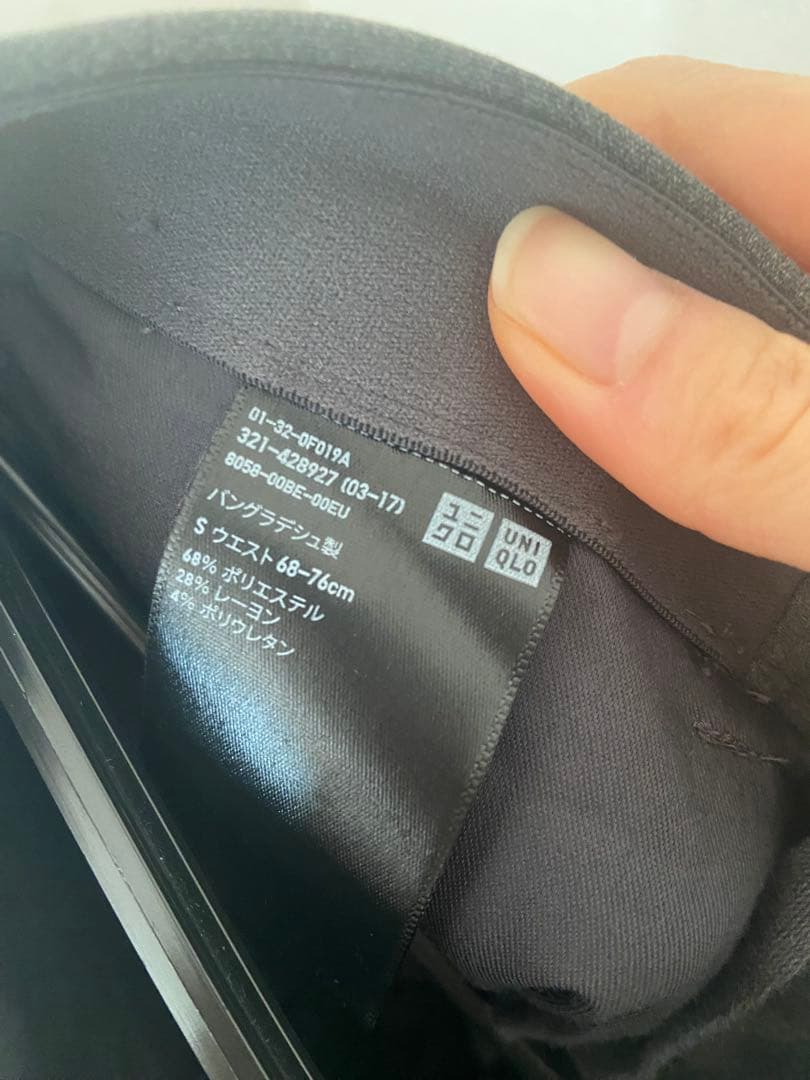 01-32-0F019A
321-428927 (03-17)
8058-00BE-00EU
バングラデシュ製
S ウエスト 68-76cm
68% ポリエステル
28% レーヨン
4% ポリウレタン
ユニ
クロ
UNI
QLO